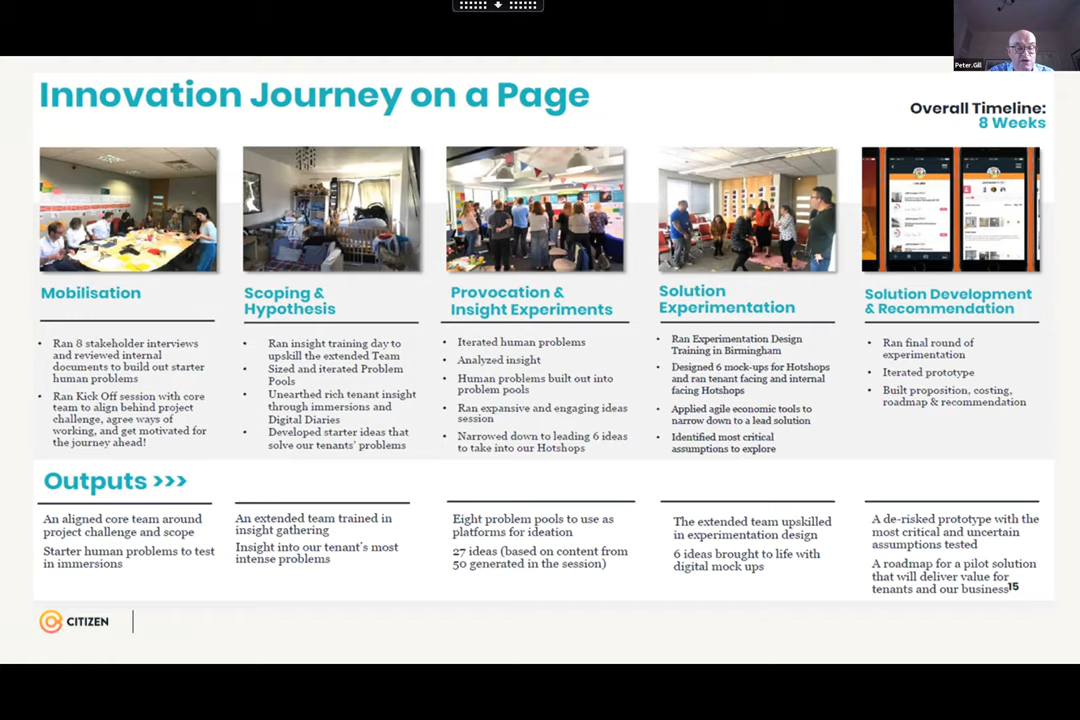 Peter.Gill
Innovation Journey on a Page
Overall Timeline:
8 Weeks
Mobilisation
• Ran 8 stakeholder interviews
and reviewed internal
documents to build out starter
human problems
• Ran Kick Off session with core
team to align behind project
challenge, agree ways of
working, and get motivated for
the journey ahead!
Scoping &
Hypothesis
• Ran insight training day to
upskill the extended Team
• Sized and iterated Problem
Pools
• Unearthed rich tenant insight
through immersions and
Digital Diaries
• Developed starter ideas that
solve our tenants' problems
Provocation &
Insight Experiments
• Iterated human problems
• Analyzed insight
• Human problems built out into
problem pools
• Ran expansive and engaging ideas
session
• Narrowed down to leading 6 ideas
to take into our Hotshops
Solution
Experimentation
• Ran Experimentation Design
Training in Birmingham
• Designed 6 mock-ups for Hotshops
and ran tenant facing and internal
facing Hotshops
• Applied agile economic tools to
narrow down to a lead solution
• Identified most critical
assumptions to explore
Solution Development
& Recommendation
• Ran final round of
experimentation
• Iterated prototype
• Built proposition, costing,
roadmap & recommendation
Outputs >>>
An aligned core team around
project challenge and scope
Starter human problems to test
in immersions
An extended team trained in
insight gathering
Insight into our tenant's most
intense problems
Eight problem pools to use as
platforms for ideation
27 ideas (based on content from
50 generated in the session)
The extended team upskilled
in experimentation design
6 ideas brought to life with
digital mock ups
A de-risked prototype with the
most critical and uncertain
assumptions tested
A roadmap for a pilot solution
that will deliver value for
tenants and our business
15
CITIZEN